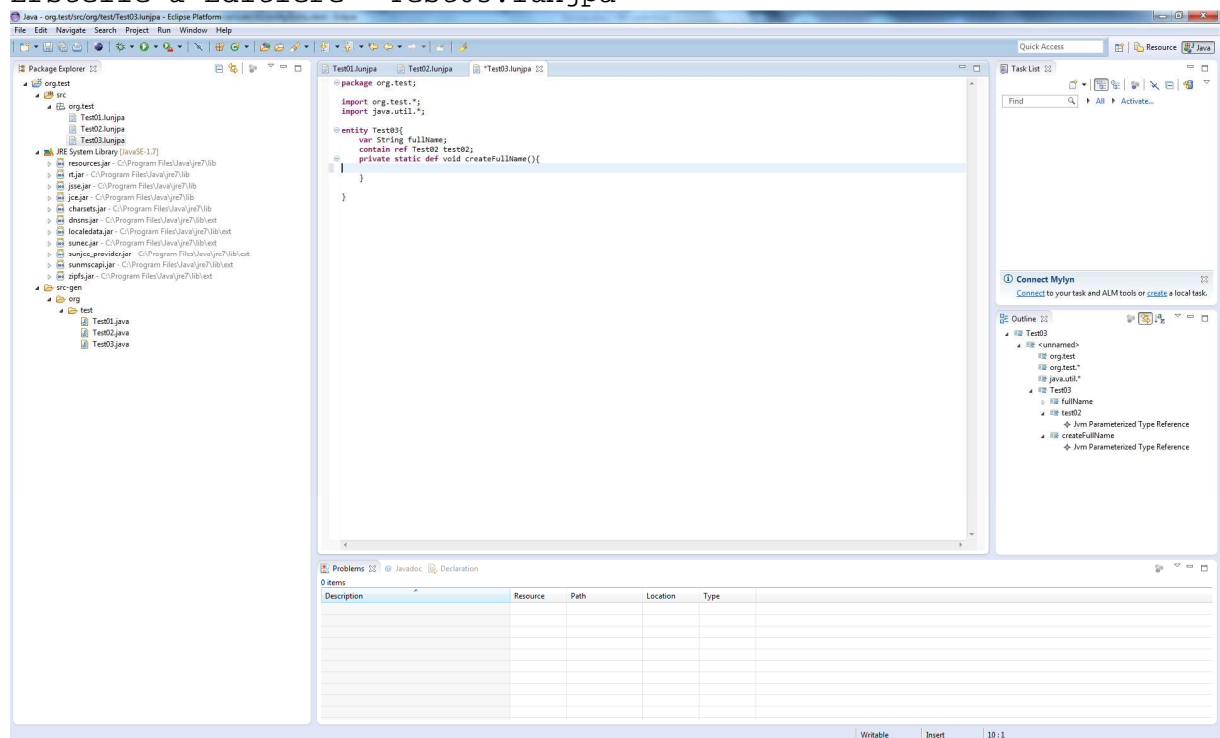 Erstelle & Editiere "Test03.lunjpa"
Java - org.test/src/org/test/Test03.lunjpa - Eclipse Platform
File Edit Navigate Search Project Run Window Help
Quick Access
Resource
Java
Package Explorer
org.test
src
org.test
Test01.lunjpa
Test02.lunjpa
Test03.lunjpa
JRE System Library [JavaSE-1.7]
resources.jar - C:\Program Files\Java\jre7\lib
rt.jar - C:\Program Files\Java\jre7\lib
jsse.jar - C:\Program Files\Java\jre7\lib
jce.jar - C:\Program Files\Java\jre7\lib
charsets.jar - C:\Program Files\Java\jre7\lib
dnsns.jar - C:\Program Files\Java\jre7\lib\ext
localedata.jar - C:\Program Files\Java\jre7\lib\ext
sunec.jar - C:\Program Files\Java\jre7\lib\ext
sunjce_provider.jar - C:\Program Files\Java\jre7\lib\ext
sunmscapi.jar - C:\Program Files\Java\jre7\lib\ext
zipfs.jar - C:\Program Files\Java\jre7\lib\ext
src-gen
org
test
Test01.java
Test02.java
Test03.java
Test01.lunjpa
Test02.lunjpa
*Test03.lunjpa
package org.test;
import org.test.*;
import java.util.*;
entity Test03{
var String fullName;
contain ref Test02 test02;
private static def void createFullName(){
}
}
Task List
Find
All
Activate...
Connect Mylyn
Connect to your task and ALM tools or create a local task.
Outline
Test03
<unnamed>
org.test
org.test.*
java.util.*
Test03
fullName
test02
Jvm Parameterized Type Reference
createFullName
Jvm Parameterized Type Reference
Problems
Javadoc
Declaration
0 items
Description Resource Path Location Type
Writable Insert 10 : 1